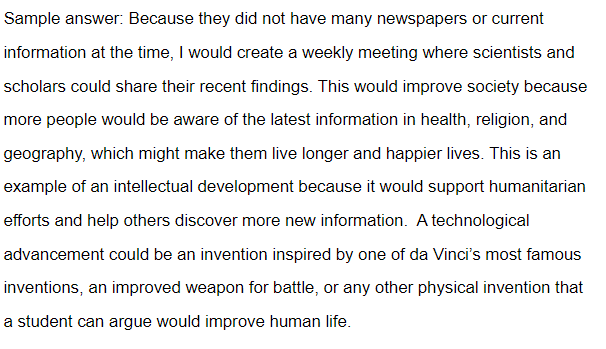 Sample answer: Because they did not have many newspapers or current
information at the time, I would create a weekly meeting where scientists and
scholars could share their recent findings. This would improve society because
more people would be aware of the latest information in health, religion, and
geography, which might make them live longer and happier lives. This is an
example of an intellectual development because it would support humanitarian
efforts and help others discover more new information.  A technological
advancement could be an invention inspired by one of da Vinci’s most famous
inventions, an improved weapon for battle, or any other physical invention that
a student can argue would improve human life.